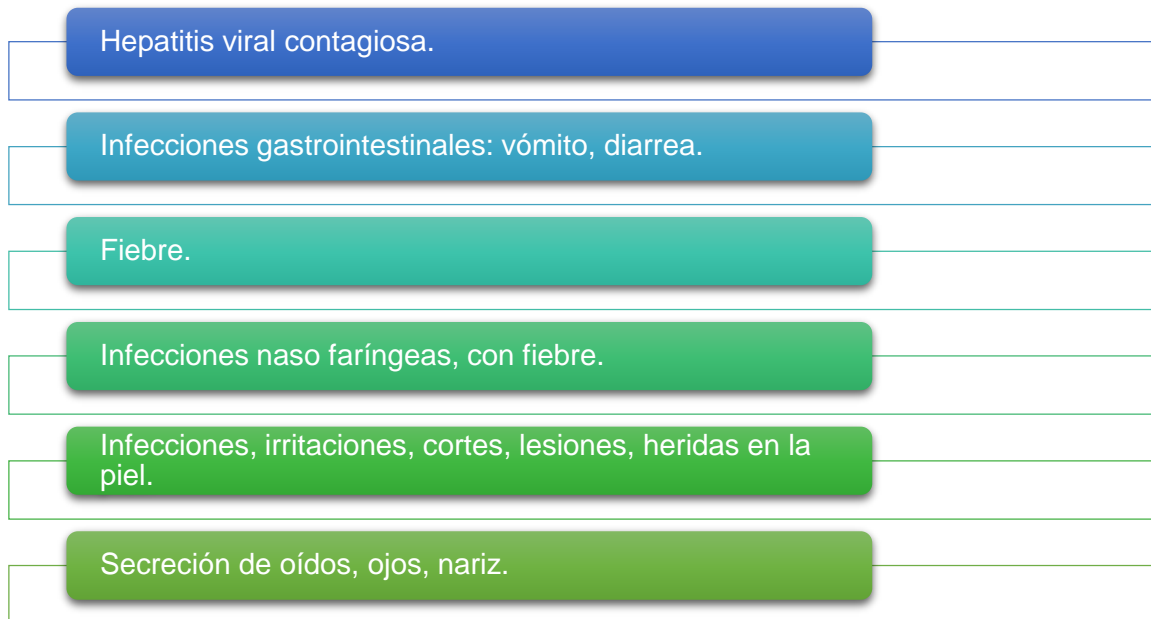 Hepatitis viral contagiosa.
Infecciones gastrointestinales: vómito, diarrea.
Fiebre.
Infecciones naso faríngeas, con fiebre.
Infecciones, irritaciones, cortes, lesiones, heridas en la
piel.
Secreción de oídos, ojos, nariz.